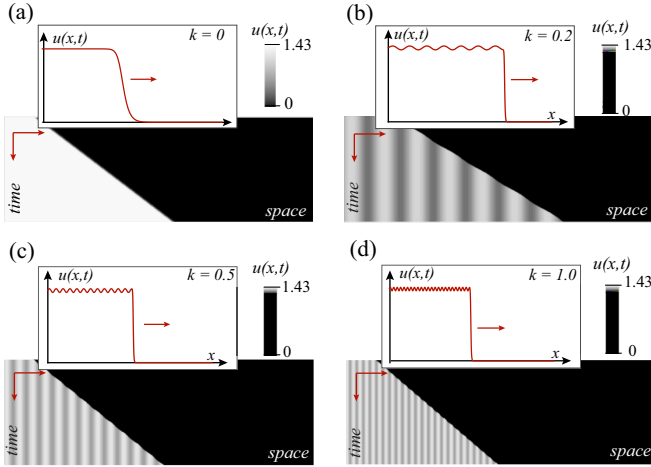 (a)
u(x,t)
k = 0
u(x,t)
1.43
0
time
space
(b)
u(x,t)
k = 0.2
x
u(x,t)
1.43
0
time
space
(c)
u(x,t)
k = 0.5
x
u(x,t)
1.43
0
time
space
(d)
u(x,t)
k = 1.0
x
u(x,t)
1.43
0
time
space